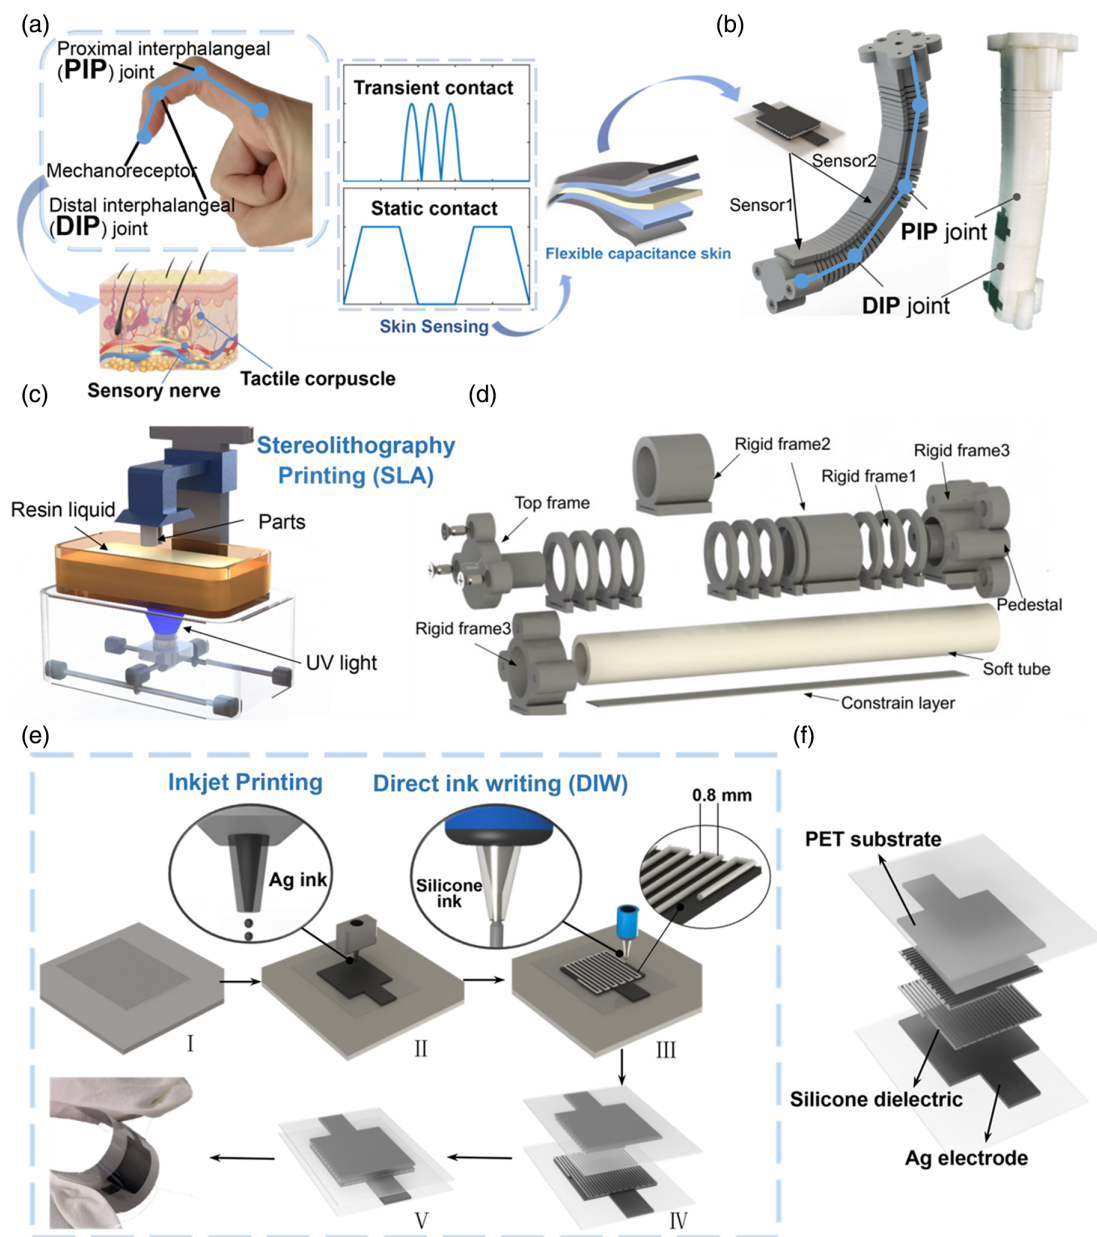 (a)
Proximal interphalangeal
(PIP) joint
Mechanoreceptor
Distal interphalangeal
(DIP) joint
Sensory nerve
Tactile corpuscle
Transient contact
Static contact
Skin Sensing
Flexible capacitance skin
(b)
Sensor2
Sensor1
PIP joint
DIP joint
(c)
Stereolithography
Printing (SLA)
Resin liquid
Parts
UV light
(d)
Rigid frame2
Rigid frame3
Rigid frame1
Top frame
Pedestal
Rigid frame3
Soft tube
Constrain layer
(e)
Inkjet Printing
Direct ink writing (DIW)
0.8 mm
Ag ink
Silicone
ink
I
II
III
IV
V
(f)
PET substrate
Silicone dielectric
Ag electrode